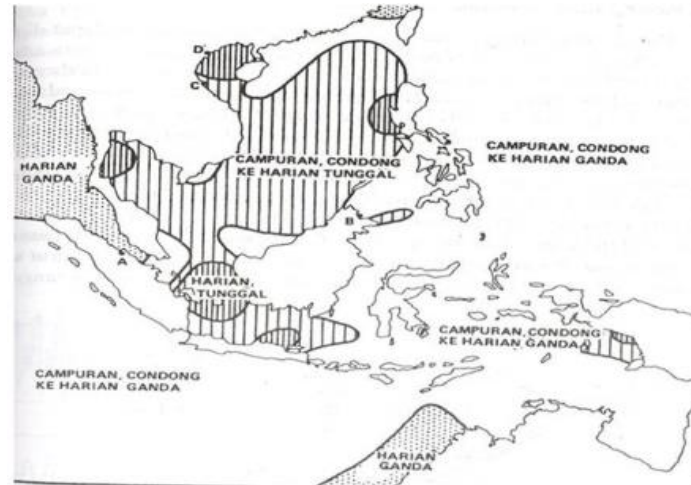 D
C
HARIAN
GANDA
CAMPURAN, CONDONG
KE HARIAN TUNGGAL
CAMPURAN, CONDONG
KE HARIAN GANDA
B
A
HARIAN,
TUNGGAL
CAMPURAN, CONDONG
KE HARIAN GANDA
CAMPURAN, CONDONG
KE HARIAN GANDA
HARIAN
GANDA